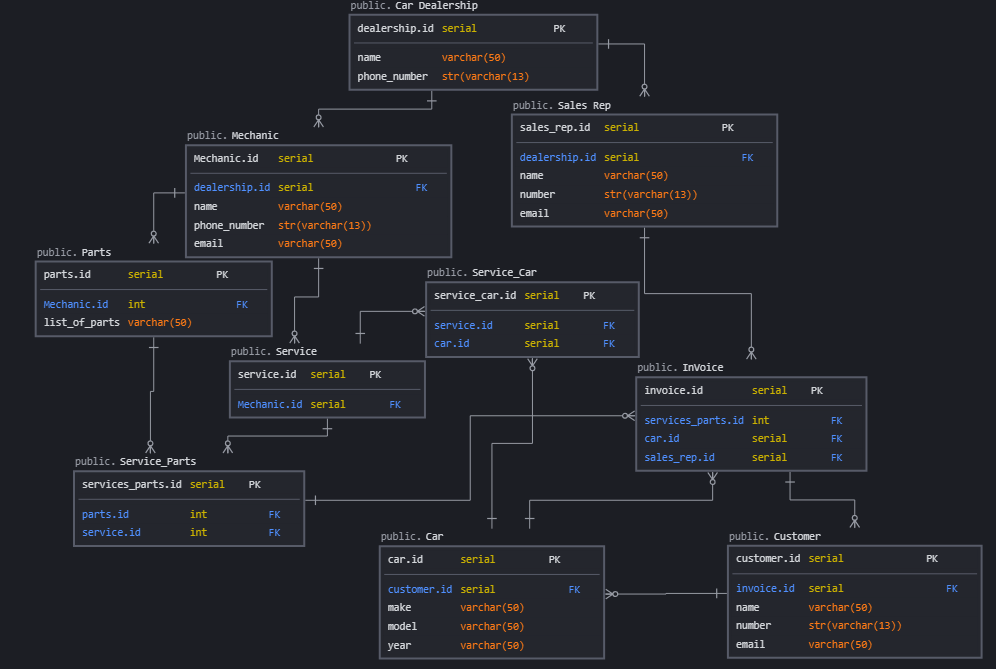 public. Car Dealership
dealership.id serial PK
name varchar(50)
phone_number str(varchar(13)
public. Sales Rep
sales_rep.id serial PK
dealership.id serial FK
name varchar(50)
number str(varchar(13))
email varchar(50)
public. Mechanic
Mechanic.id serial PK
dealership.id serial FK
name varchar(50)
phone_number str(varchar(13))
email varchar(50)
public. Parts
parts.id serial PK
Mechanic.id int FK
list_of_parts varchar(50)
public. Service_Car
service_car.id serial PK
service.id serial FK
car.id serial FK
public. Service
service.id serial PK
Mechanic.id serial FK
public. InVoice
invoice.id serial PK
services_parts.id int FK
car.id serial FK
sales_rep.id serial FK
public. Service_Parts
services_parts.id serial PK
parts.id int FK
service.id int FK
public. Car
car.id serial PK
customer.id serial FK
make varchar(50)
model varchar(50)
year varchar(50)
public. Customer
customer.id serial PK
invoice.id serial FK
name varchar(50)
number str(varchar(13))
email varchar(50)